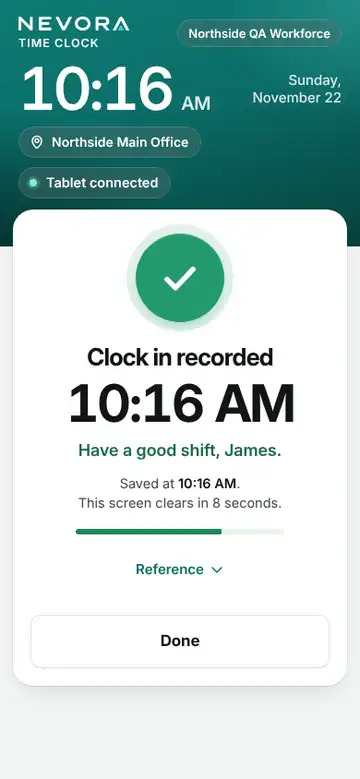 NEVORA
TIME CLOCK
Northside QA Workforce
10:16 AM
Sunday,
November 22
Northside Main Office
Tablet connected
Clock in recorded
10:16 AM
Have a good shift, James.
Saved at 10:16 AM.
This screen clears in 8 seconds.
Reference
Done